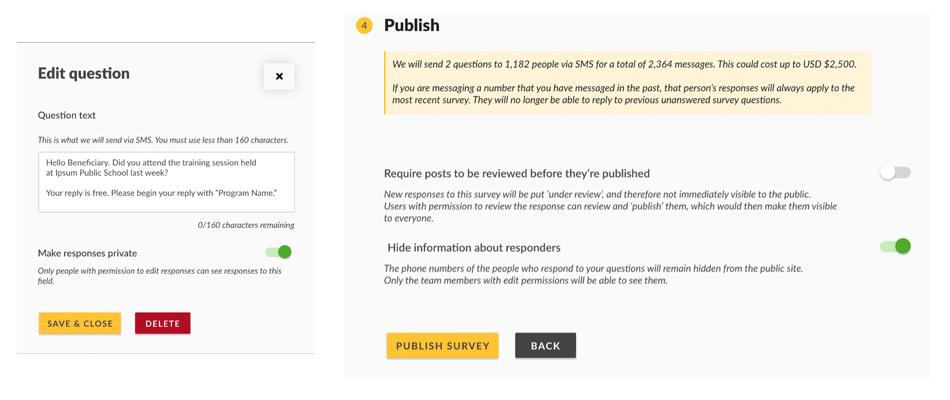 Edit question
×
Question text
This is what we will send via SMS. You must use less than 160 characters.
Hello Beneficiary. Did you attend the training session held
at Ipsum Public School last week?
Your reply is free. Please begin your reply with “Program Name.”
0/160 characters remaining
Make responses private
Only people with permission to edit responses can see responses to this
field.
SAVE & CLOSE
DELETE
4
Publish
We will send 2 questions to 1,182 people via SMS for a total of 2,364 messages. This could cost up to USD $2,500.
If you are messaging a number that you have messaged in the past, that person's responses will always apply to the
most recent survey. They will no longer be able to reply to previous unanswered survey questions.
Require posts to be reviewed before they're published
New responses to this survey will be put 'under review', and therefore not immediately visible to the public.
Users with permission to review the response can review and 'publish' them, which would then make them visible
to everyone.
Hide information about responders
The phone numbers of the people who respond to your questions will remain hidden from the public site.
Only the team members with edit permissions will be able to see them.
PUBLISH SURVEY
BACK